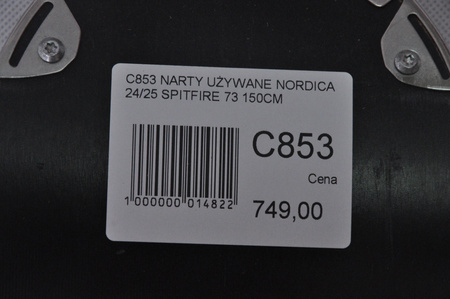 C853 NARTY UŻYWANE NORDICA
24/25 SPITFIRE 73 150CM
C853
Cena
1 000000 014822
749,00